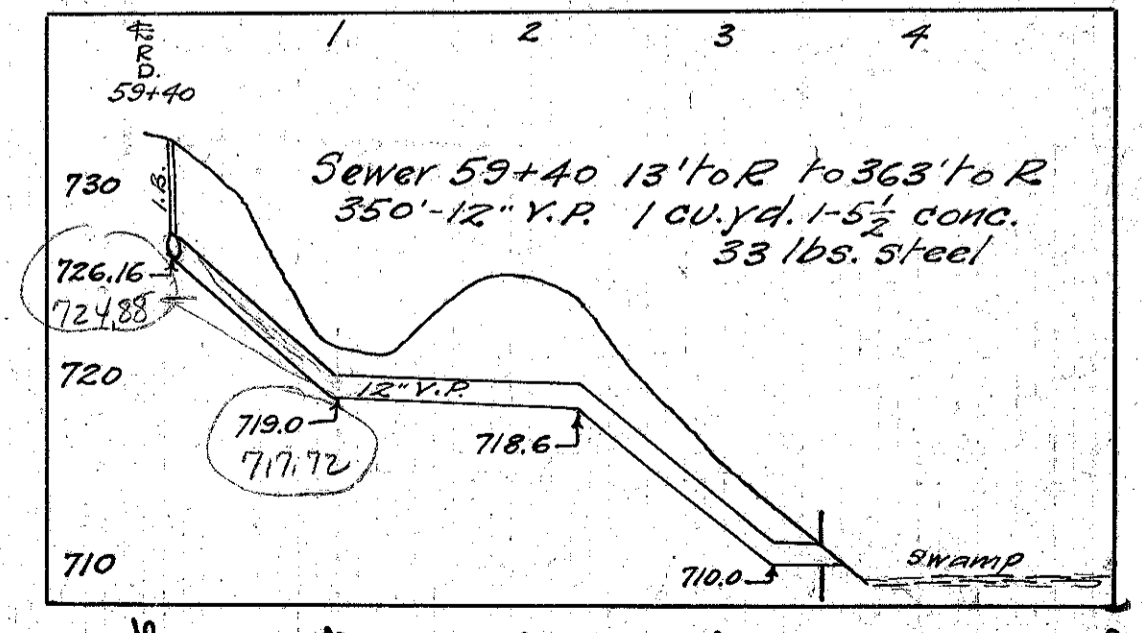 ₠ 1 2 3 4
R
D.
59+40
Sewer 59+40 13' to R to 363' to R
350'-12" V.P. 1 cu.yd. 1-5½ conc.
33 lbs. steel
730
I.B.
726.16
724.88
720
12" V.P.
719.0
717.72
718.6
710
710.0
swamp